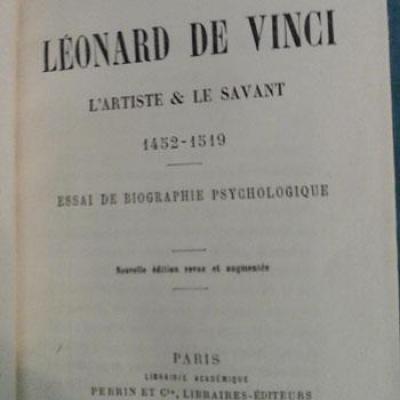 LÉONARD DE VINCI
L'ARTISTE & LE SAVANT
1452-1519
ESSAI DE BIOGRAPHIE PSYCHOLOGIQUE
Nouvelle édition revue et augmentée
PARIS
LIBRAIRIE ACADÉMIQUE
PERRIN ET Cie, LIBRAIRES-ÉDITEURS